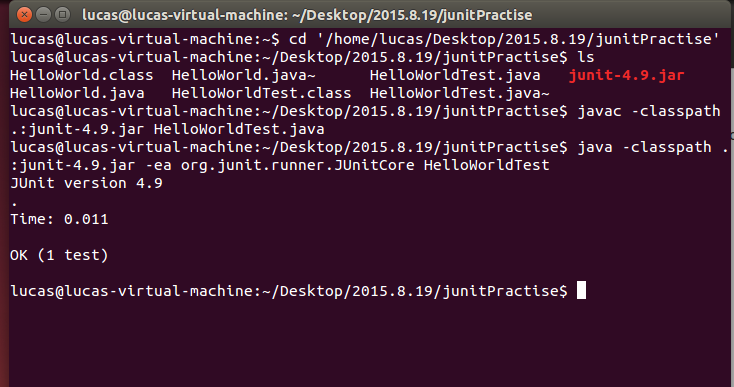 lucas@lucas-virtual-machine: ~/Desktop/2015.8.19/junitPractise
lucas@lucas-virtual-machine:~$ cd '/home/lucas/Desktop/2015.8.19/junitPractise'
lucas@lucas-virtual-machine:~/Desktop/2015.8.19/junitPractise$ ls
HelloWorld.class  HelloWorld.java~      HelloWorldTest.java   junit-4.9.jar
HelloWorld.java   HelloWorldTest.class  HelloWorldTest.java~
lucas@lucas-virtual-machine:~/Desktop/2015.8.19/junitPractise$ javac -classpath
.:junit-4.9.jar HelloWorldTest.java
lucas@lucas-virtual-machine:~/Desktop/2015.8.19/junitPractise$ java -classpath .
:junit-4.9.jar -ea org.junit.runner.JUnitCore HelloWorldTest
JUnit version 4.9
.
Time: 0.011
OK (1 test)
lucas@lucas-virtual-machine:~/Desktop/2015.8.19/junitPractise$